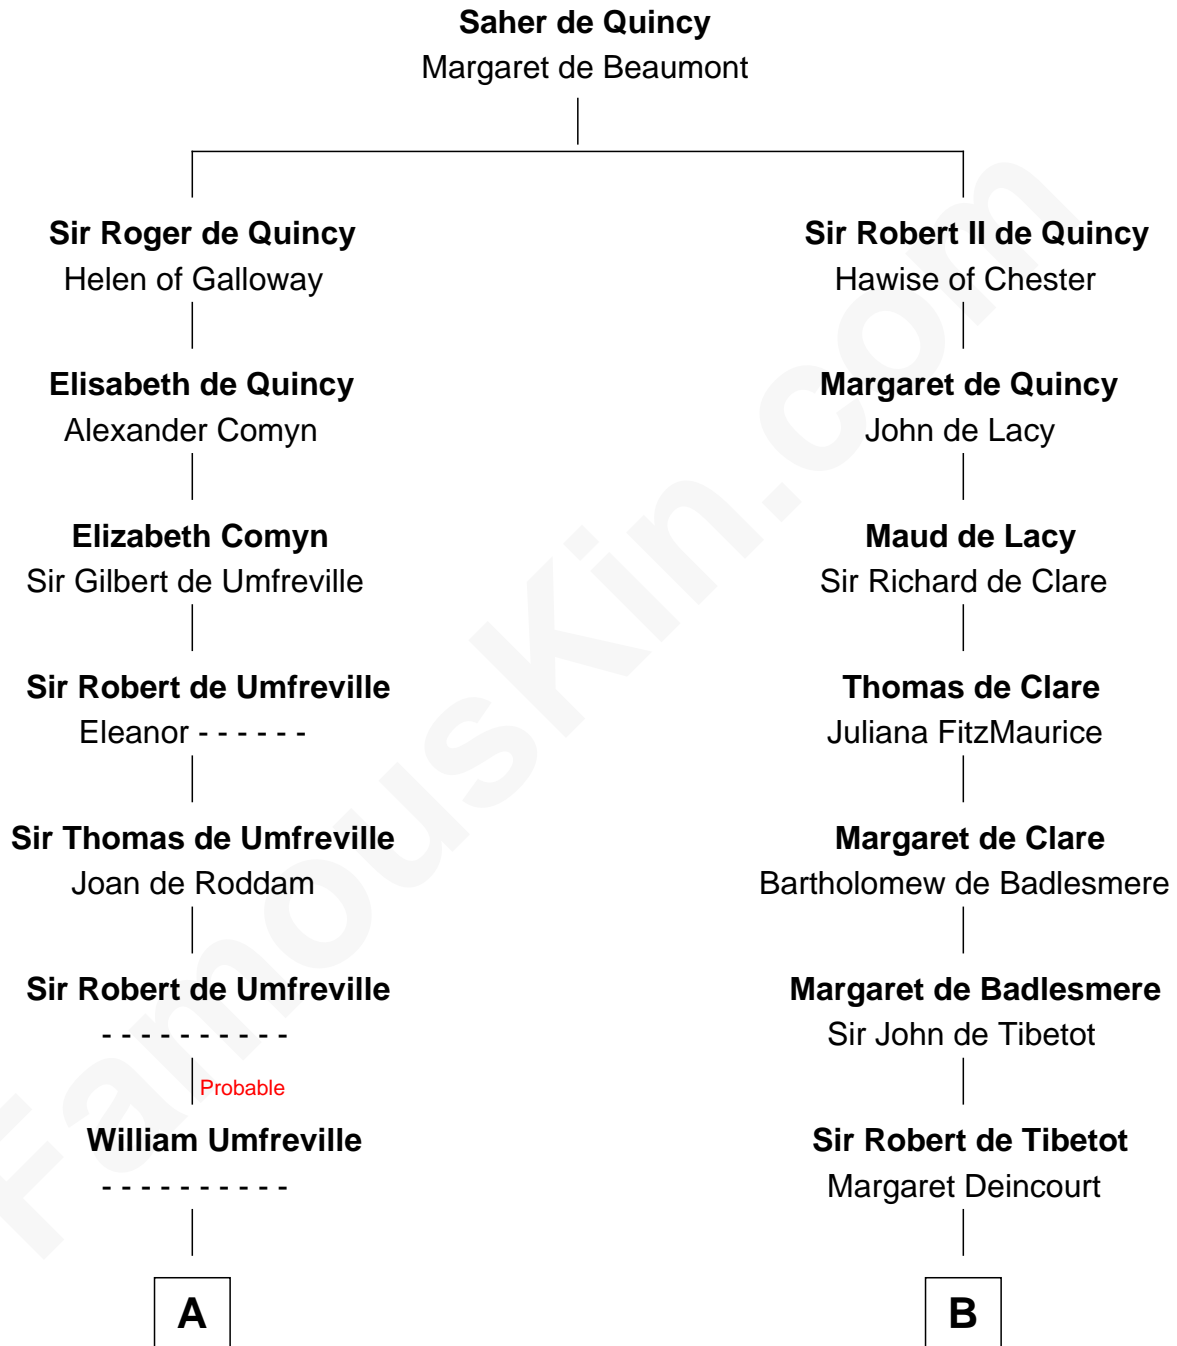 Saher de Quincy
Margaret de Beaumont
Sir Roger de Quincy
Helen of Galloway
Elisabeth de Quincy
Alexander Comyn
Elizabeth Comyn
Sir Gilbert de Umfreville
Sir Robert de Umfreville
Eleanor - - - - - -
Sir Thomas de Umfreville
Joan de Roddam
Sir Robert de Umfreville
- - - - - - - - - -
Probable
William Umfreville
- - - - - - - - - -
A
Sir Robert II de Quincy
Hawise of Chester
Margaret de Quincy
John de Lacy
Maud de Lacy
Sir Richard de Clare
Thomas de Clare
Juliana FitzMaurice
Margaret de Clare
Bartholomew de Badlesmere
Margaret de Badlesmere
Sir John de Tibetot
Sir Robert de Tibetot
Margaret Deincourt
B
FamousKin.com